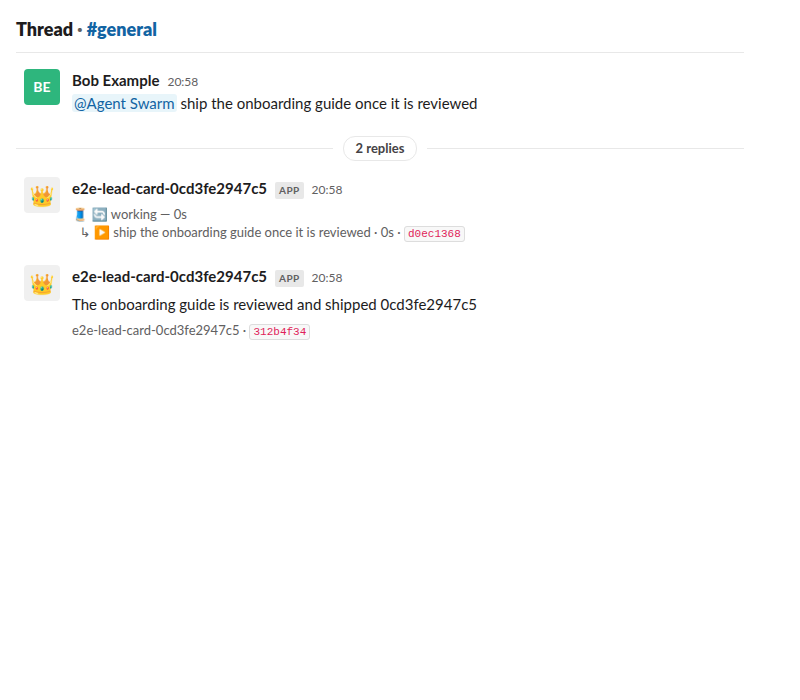 Thread • #general
BE
Bob Example 20:58
@Agent Swarm ship the onboarding guide once it is reviewed
2 replies
e2e-lead-card-0cd3fe2947c5 APP 20:58
🧵 🔄 working — 0s
↳ ▶️ ship the onboarding guide once it is reviewed · 0s · d0ec1368
e2e-lead-card-0cd3fe2947c5 APP 20:58
The onboarding guide is reviewed and shipped 0cd3fe2947c5
e2e-lead-card-0cd3fe2947c5 · 312b4f34